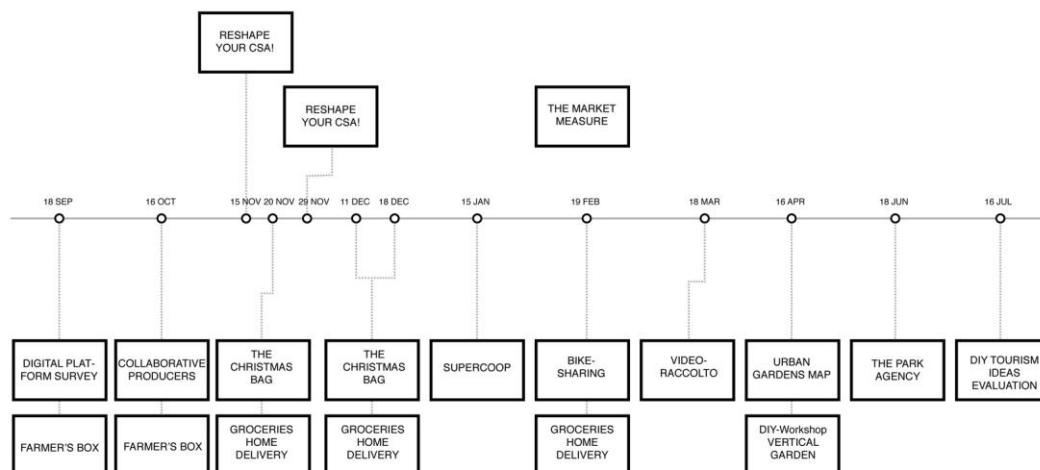 RESHAPE
YOUR CSA!
RESHAPE
YOUR CSA!
THE MARKET
MEASURE
18 SEP
16 OCT
15 NOV
20 NOV
29 NOV
11 DEC
18 DEC
15 JAN
19 FEB
18 MAR
16 APR
18 JUN
16 JUL
DIGITAL PLAT-
FORM SURVEY
COLLABORATIVE
PRODUCERS
THE
CHRISTMAS
BAG
THE
CHRISTMAS
BAG
SUPERCOOP
BIKE-
SHARING
VIDEO-
RACCOLTO
URBAN
GARDENS MAP
THE PARK
AGENCY
DIY TOURISM
IDEAS
EVALUATION
FARMER'S BOX
FARMER'S BOX
GROCERIES
HOME
DELIVERY
GROCERIES
HOME
DELIVERY
GROCERIES
HOME
DELIVERY
DIY-Workshop
VERTICAL
GARDEN